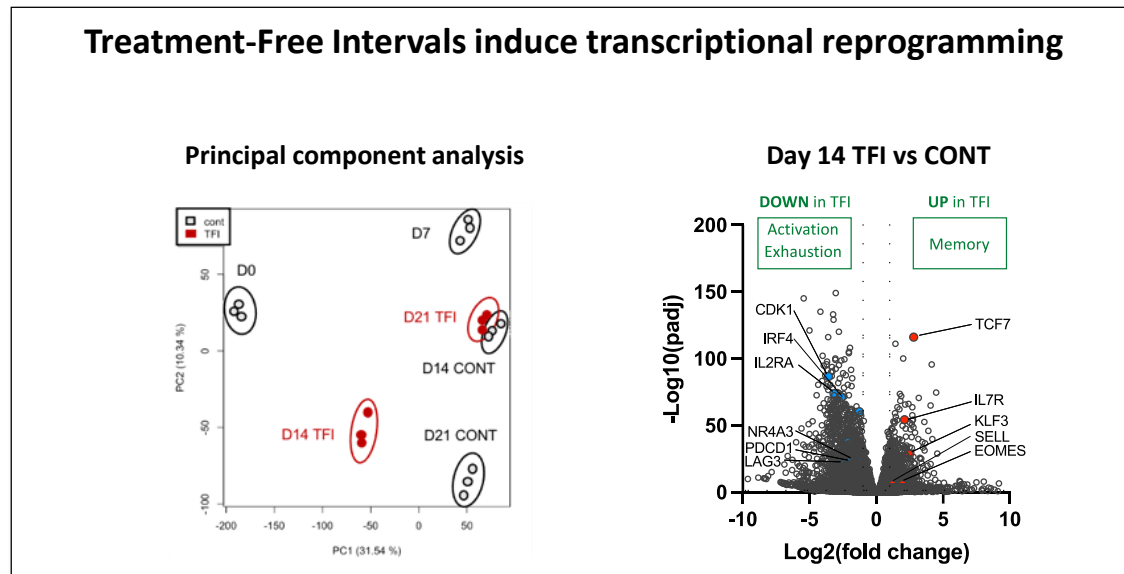 Treatment-Free Intervals induce transcriptional reprogramming
Principal component analysis
cont
TFI
D7
D0
D21 TFI
D14 CONT
D14 TFI
D21 CONT
50
0
-50
-100
PC2 (10.34 %)
-200
-150
-100
-50
0
50
PC1 (31.54 %)
Day 14 TFI vs CONT
DOWN in TFI
UP in TFI
Activation
Exhaustion
Memory
200
150
100
50
0
-Log10(padj)
CDK1
IRF4
IL2RA
NR4A3
PDCD1
LAG3
TCF7
IL7R
KLF3
SELL
EOMES
-10
-5
0
5
10
Log2(fold change)